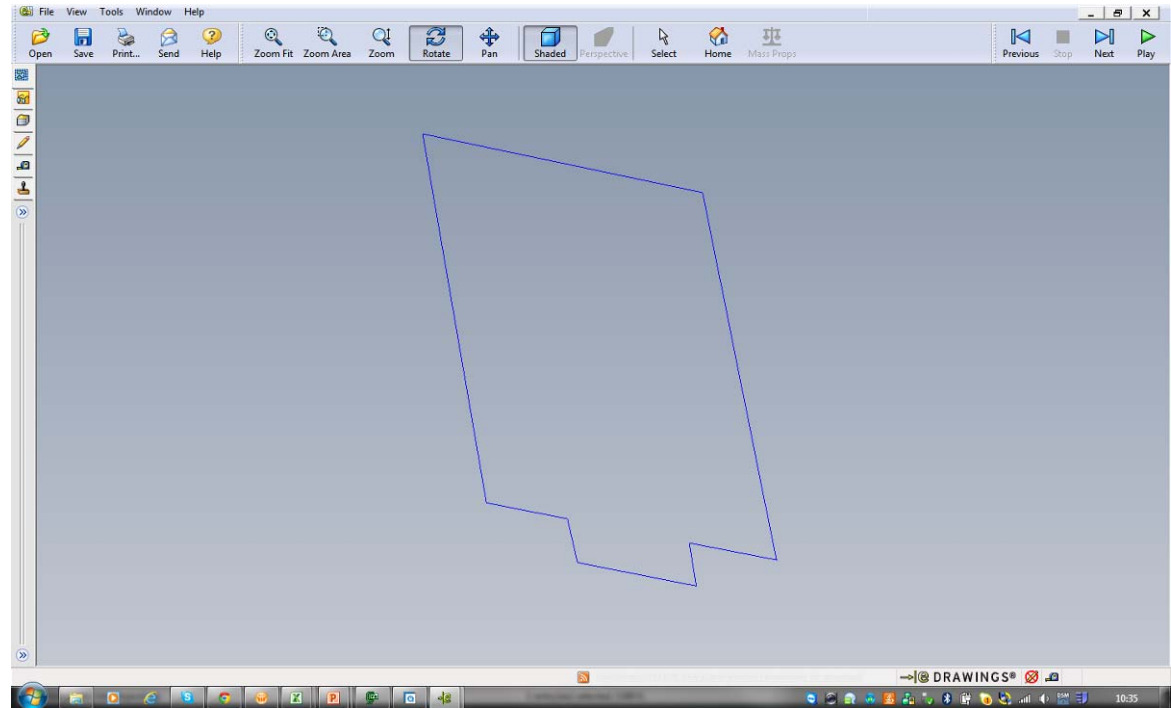 File View Tools Window Help
Open Save Print... Send Help Zoom Fit Zoom Area Zoom Rotate Pan Shaded Perspective Select Home Mass Props Previous Stop Next Play
@ DRAWINGS®
10:35